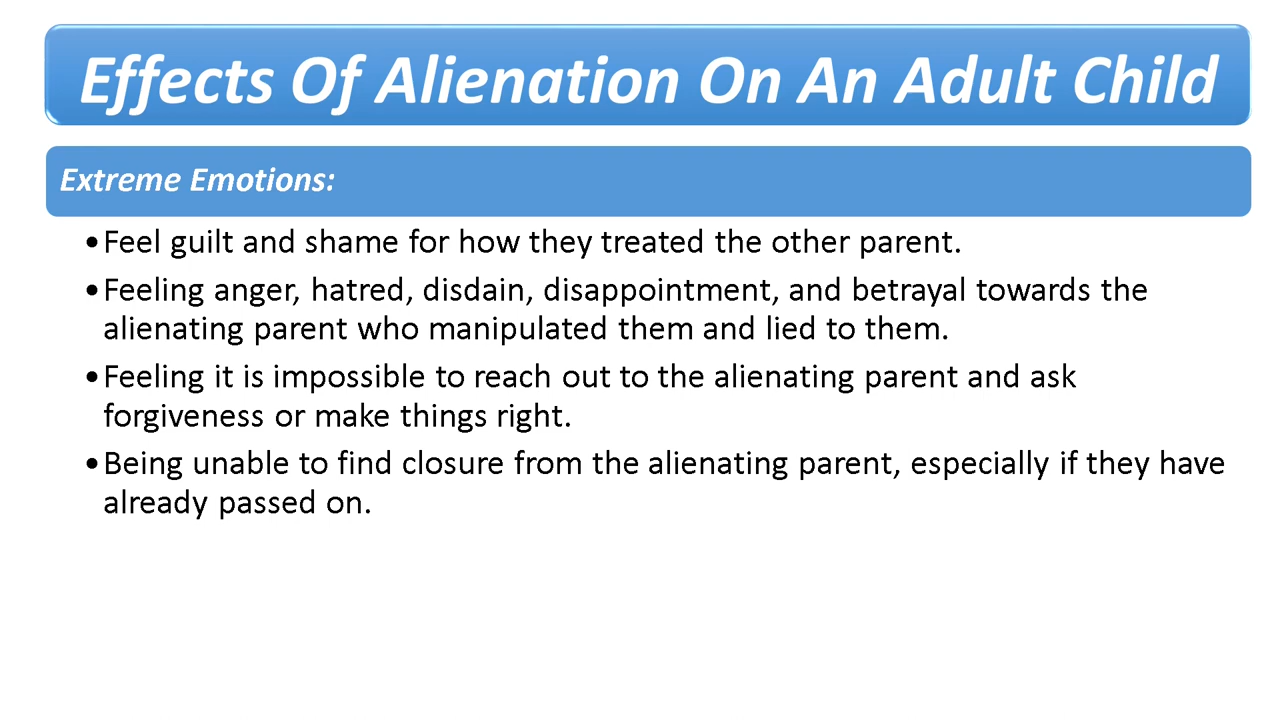 Effects Of Alienation On An Adult Child
Extreme Emotions:
•Feel guilt and shame for how they treated the other parent.
•Feeling anger, hatred, disdain, disappointment, and betrayal towards the
alienating parent who manipulated them and lied to them.
•Feeling it is impossible to reach out to the alienating parent and ask
forgiveness or make things right.
•Being unable to find closure from the alienating parent, especially if they have
already passed on.